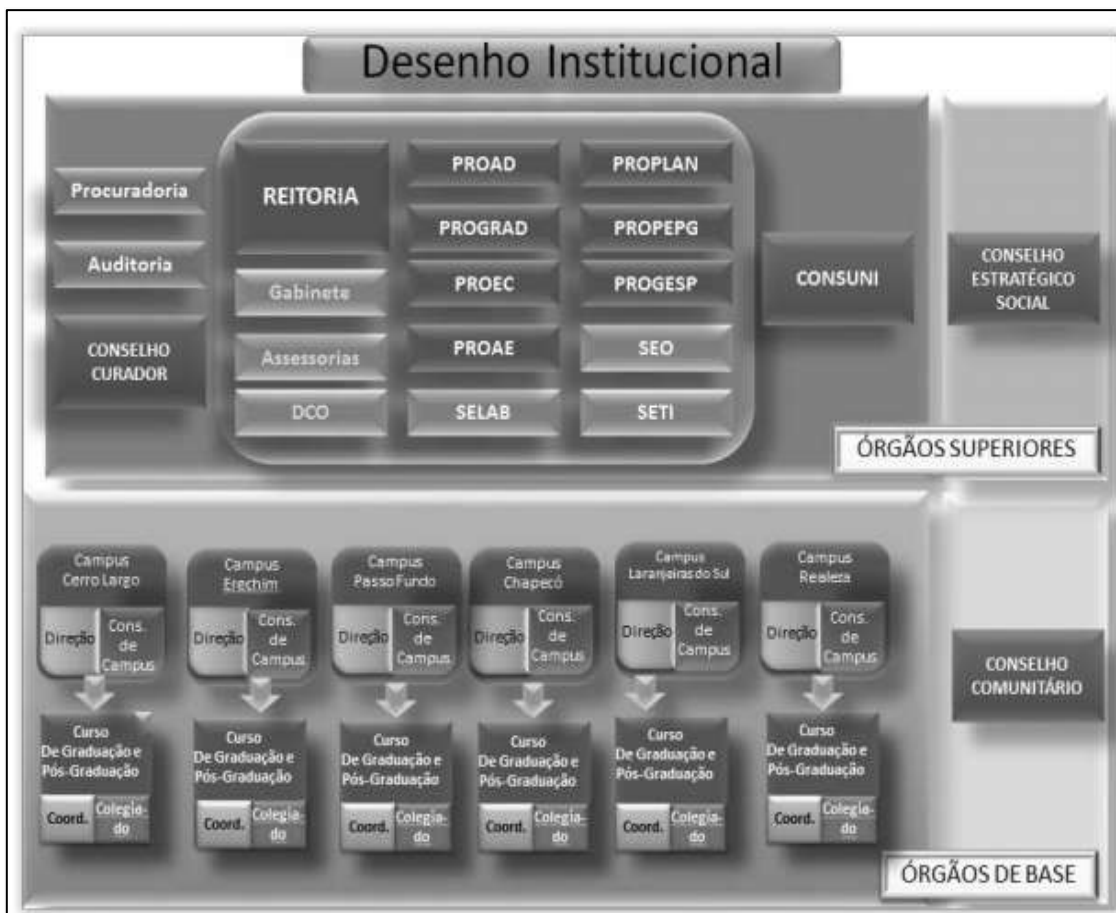 Desenho Institucional
Procuradoria
Auditoria
CONSELHO
CURADOR
REITORIA
Gabinete
Assessorias
DCO
PROAD
PROGRAD
PROEC
PROAE
SELAB
PROPLAN
PROPEPG
PROGESP
SEO
SETI
CONSUNI
CONSELHO
ESTRATÉGICO
SOCIAL
ÓRGÃOS SUPERIORES
Campus
Cerro Largo
Direção
Cons.
de
Campus
Curso
De Graduação e
Pós-Graduação
Coord.
Colegia-
do
Campus
Erechim
Direção
Cons.
de
Campus
Curso
De Graduação e
Pós-Graduação
Coord.
Colegia-
do
Campus
Passo Fundo
Direção
Cons.
de
Campus
Curso
De Graduação e
Pós-Graduação
Coord.
Colegia-
do
Campus
Chapecó
Direção
Cons.
de
Campus
Curso
De Graduação e
Pós-Graduação
Coord.
Colegia-
do
Campus
Laranjeiras do Sul
Direção
Cons.
de
Campus
Curso
De Graduação e
Pós-Graduação
Coord.
Colegia-
do
Campus
Realeza
Direção
Cons.
de
Campus
Curso
De Graduação e
Pós-Graduação
Coord.
Colegia-
do
CONSELHO
COMUNITÁRIO
ÓRGÃOS DE BASE